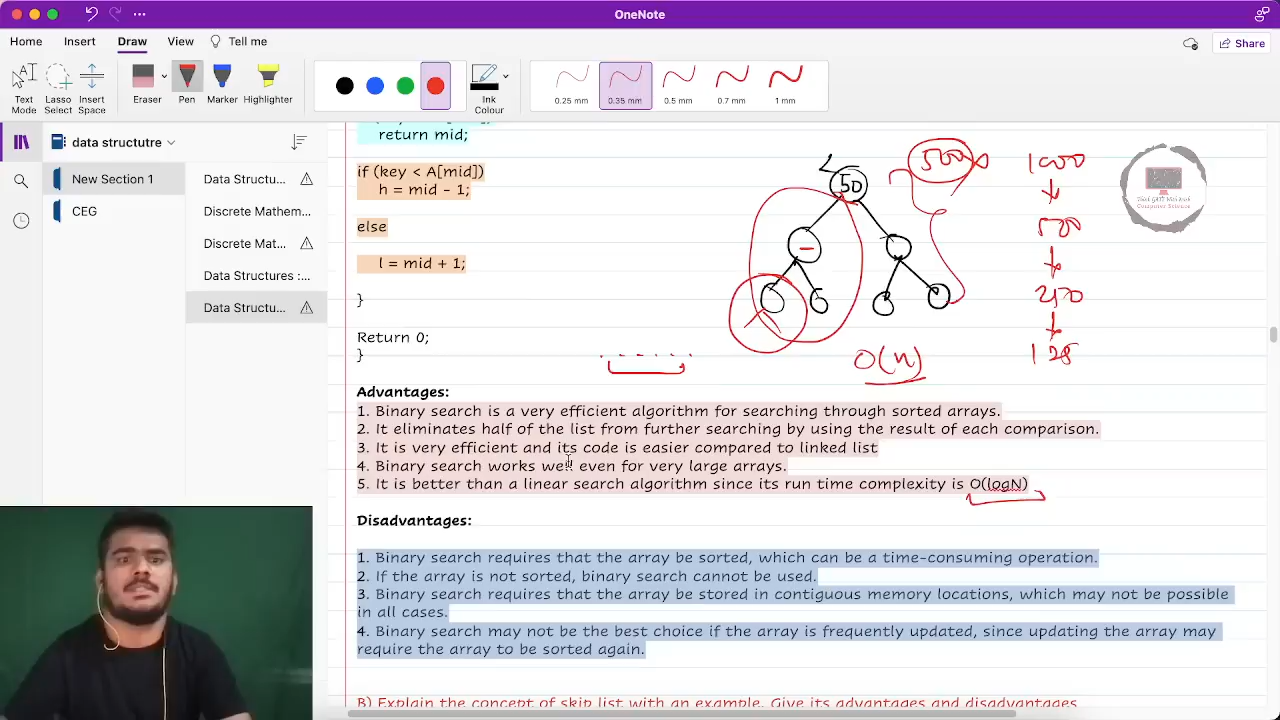 OneNote
Home Insert Draw View Tell me
Share
Text Mode
Lasso Select
Insert Space
Eraser
Pen
Marker
Highlighter
Ink Colour
0.25 mm
0.35 mm
0.5 mm
0.7 mm
1 mm
data structutre
New Section 1
CEG
Data Structu...
Discrete Mathem...
Discrete Mat...
Data Structures :...
Data Structu...
return mid;
if (key < A[mid])
h = mid - 1;
else
l = mid + 1;
}
Return 0;
}
50
1000
250
O(n)
Advantages:
1. Binary search is a very efficient algorithm for searching through sorted arrays.
2. It eliminates half of the list from further searching by using the result of each comparison.
3. It is very efficient and its code is easier compared to linked list
4. Binary search works well even for very large arrays.
5. It is better than a linear search algorithm since its run time complexity is O(logN)
Disadvantages:
1. Binary search requires that the array be sorted, which can be a time-consuming operation.
2. If the array is not sorted, binary search cannot be used.
3. Binary search requires that the array be stored in contiguous memory locations, which may not be possible
in all cases.
4. Binary search may not be the best choice if the array is frequently updated, since updating the array may
require the array to be sorted again.
B) Explain the concept of skip list with an example. Give its advantages and disadvantages